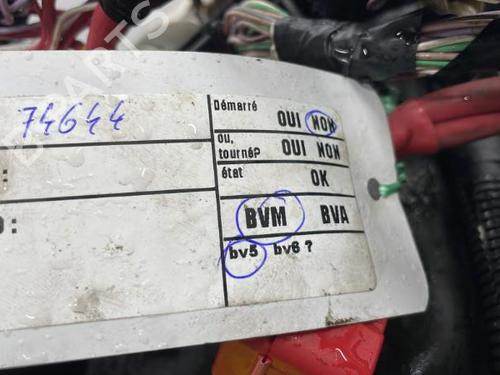 74644
Démarré OUI NON
ou, tourné? OUI NON
état OK
:
BVM BVA
:
bv5 bv6 ?